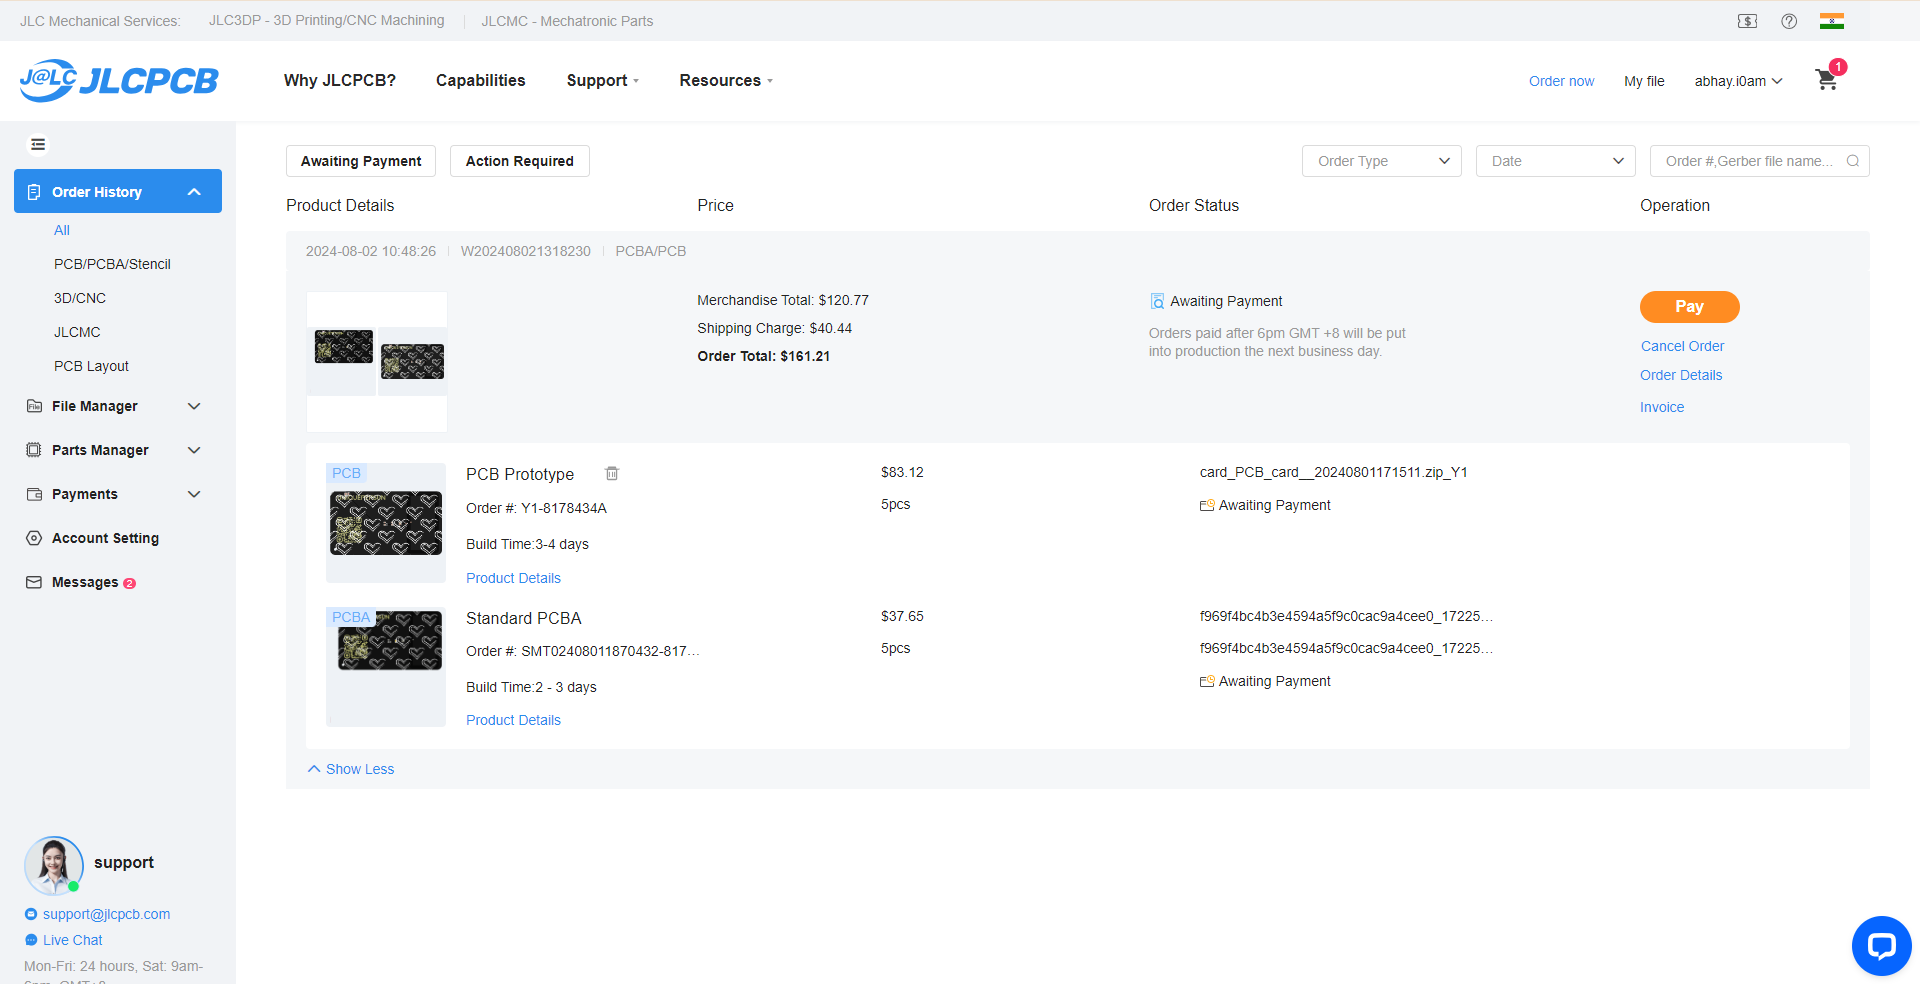 JLC Mechanical Services: JLC3DP - 3D Printing/CNC Machining JLCMC - Mechatronic Parts
J@LC JLCPCB Why JLCPCB? Capabilities Support Resources Order now My file abhay.i0am 1
Awaiting Payment Action Required Order Type Date Order #,Gerber file name...
Order History
All
PCB/PCBA/Stencil
3D/CNC
JLCMC
PCB Layout
File Manager
Parts Manager
Payments
Account Setting
Messages 2
Product Details Price Order Status Operation
2024-08-02 10:48:26 W202408021318230 PCBA/PCB
Merchandise Total: $120.77
Shipping Charge: $40.44
Order Total: $161.21
Awaiting Payment
Orders paid after 6pm GMT +8 will be put
into production the next business day.
Pay
Cancel Order
Order Details
Invoice
PCB
PCB Prototype $83.12 card_PCB_card__20240801171511.zip_Y1
Order #: Y1-8178434A 5pcs Awaiting Payment
Build Time:3-4 days
Product Details
PCBA
Standard PCBA $37.65 f969f4bc4b3e4594a5f9c0cac9a4cee0_17225...
Order #: SMT02408011870432-817... 5pcs f969f4bc4b3e4594a5f9c0cac9a4cee0_17225...
Build Time:2 - 3 days Awaiting Payment
Product Details
Show Less
support
support@jlcpcb.com
Live Chat
Mon-Fri: 24 hours, Sat: 9am-
6pm, GMT+8